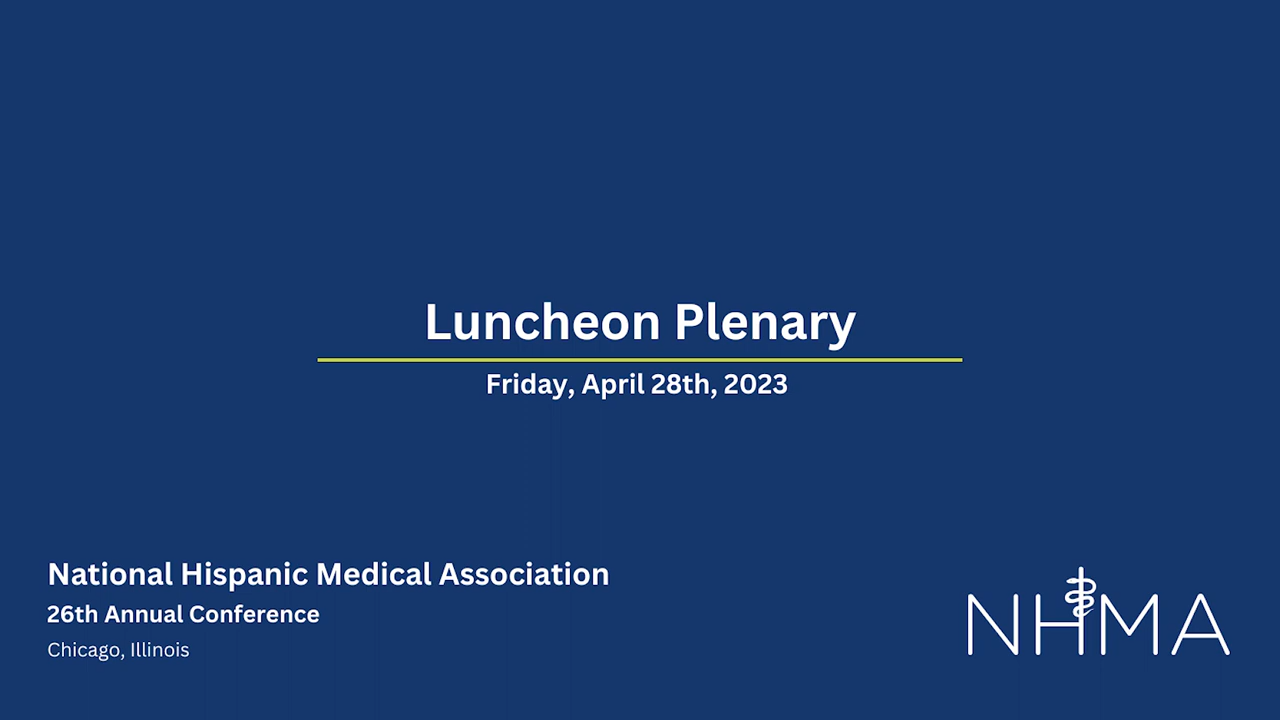 Luncheon Plenary
Friday, April 28th, 2023
National Hispanic Medical Association
26th Annual Conference
Chicago, Illinois
NHMA